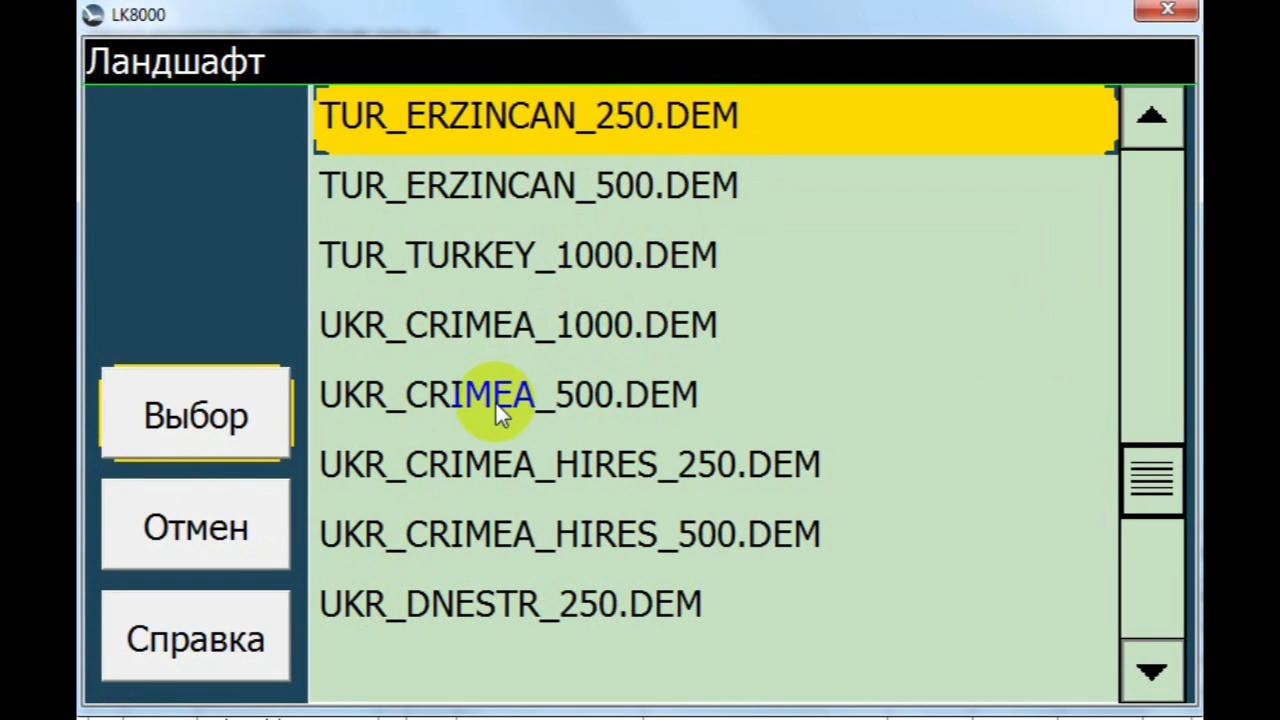 LK8000
Ландшафт
TUR_ERZINCAN_250.DEM
TUR_ERZINCAN_500.DEM
TUR_TURKEY_1000.DEM
UKR_CRIMEA_1000.DEM
UKR_CRIMEA_500.DEM
UKR_CRIMEA_HIRES_250.DEM
UKR_CRIMEA_HIRES_500.DEM
UKR_DNESTR_250.DEM
Выбор
Отмен
Справка